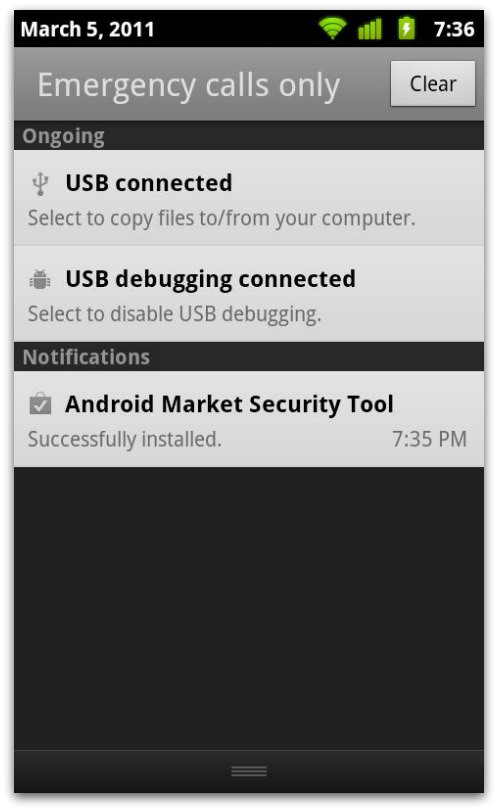 March 5, 2011 7:36
Emergency calls only Clear
Ongoing
USB connected
Select to copy files to/from your computer.
USB debugging connected
Select to disable USB debugging.
Notifications
Android Market Security Tool
Successfully installed. 7:35 PM